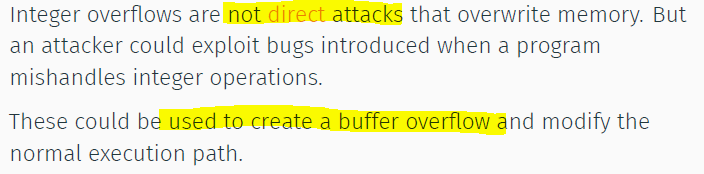 Integer overflows are not direct attacks that overwrite memory. But
an attacker could exploit bugs introduced when a program
mishandles integer operations.
These could be used to create a buffer overflow and modify the
normal execution path.